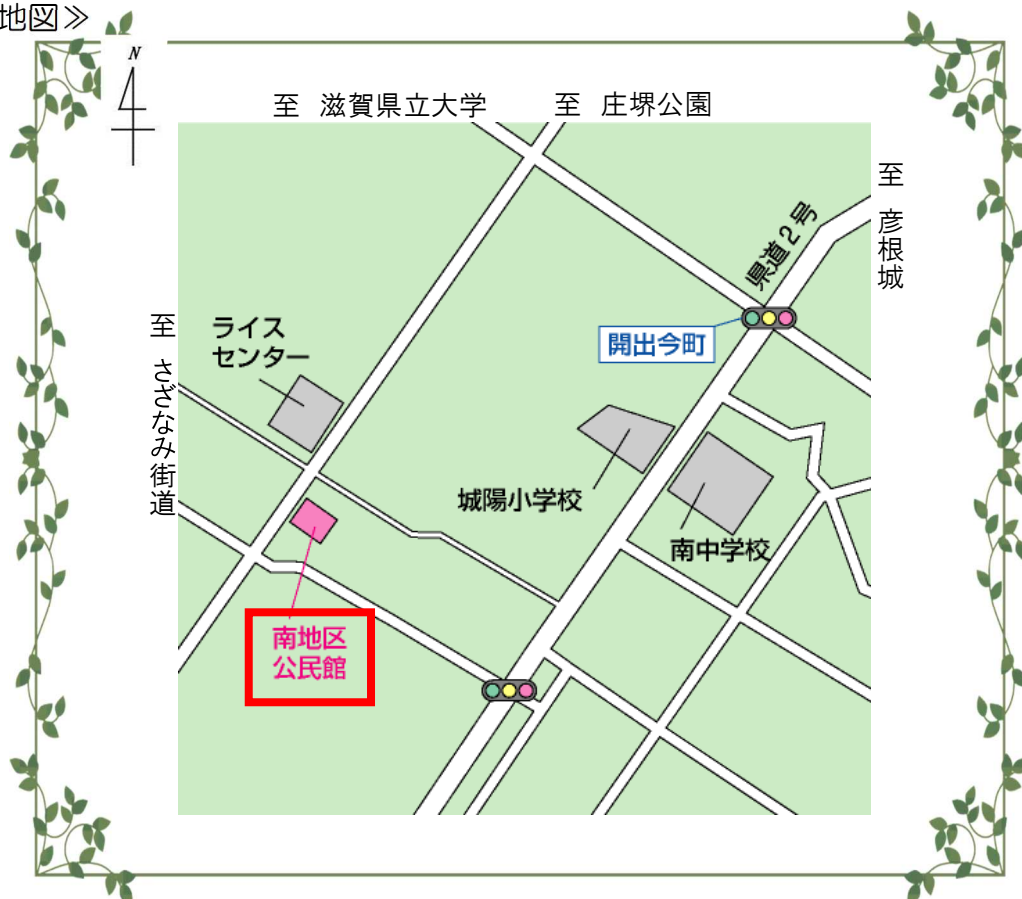 地図≫
N
至 滋賀県立大学
至 庄堺公園
至 彦根城
県道2号
開出今町
至 さざなみ街道
ライス
センター
城陽小学校
南中学校
南地区
公民館